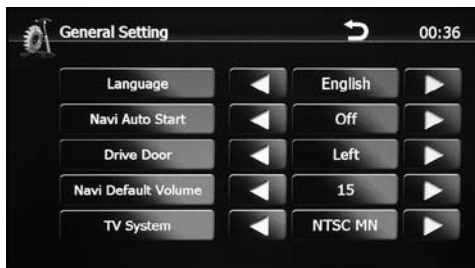 General Setting 00:36
Language English
Navi Auto Start Off
Drive Door Left
Navi Default Volume 15
TV System NTSC MN